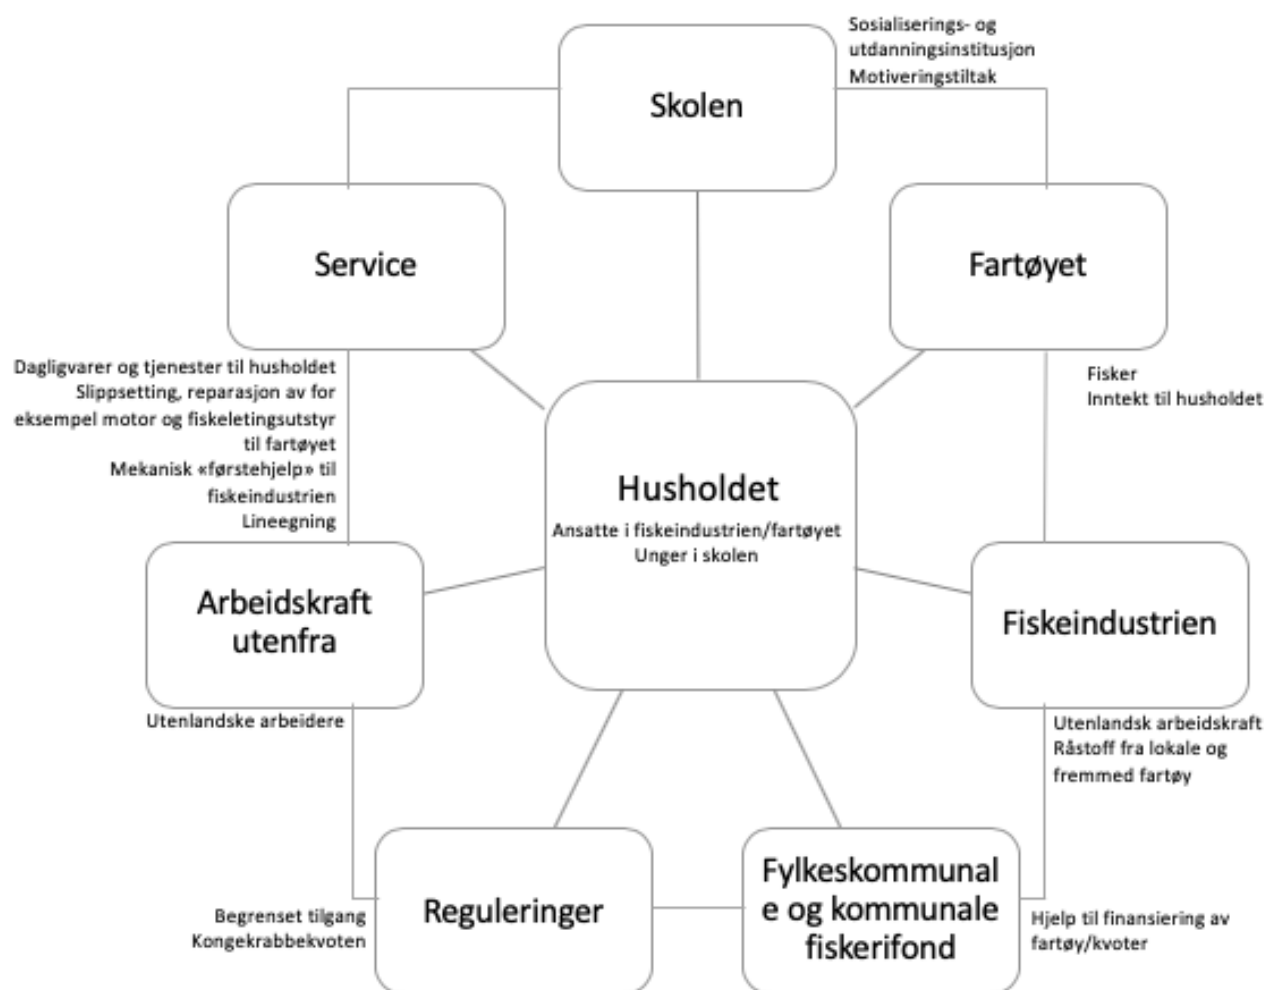 Sosialiserings- og
utdanningsinstitusjon
Motiveringstiltak
Skolen
Service
Fartøyet
Dagligvarer og tjenester til husholdet
Slippsetting, reparasjon av for
eksempel motor og fiskeletingsutstyr
til fartøyet
Mekanisk «førstehjelp» til
fiskeindustrien
Lineegning
Fisker
Inntekt til husholdet
Husholdet
Ansatte i fiskeindustrien/fartøyet
Unger i skolen
Arbeidskraft
utenfra
Fiskeindustrien
Utenlandske arbeidere
Utenlandsk arbeidskraft
Råstoff fra lokale og
fremmed fartøy
Begrenset tilgang
Kongekrabbekvoten
Reguleringer
Fylkeskommunal
e og kommunale
fiskerifond
Hjelp til finansiering av
fartøy/kvoter